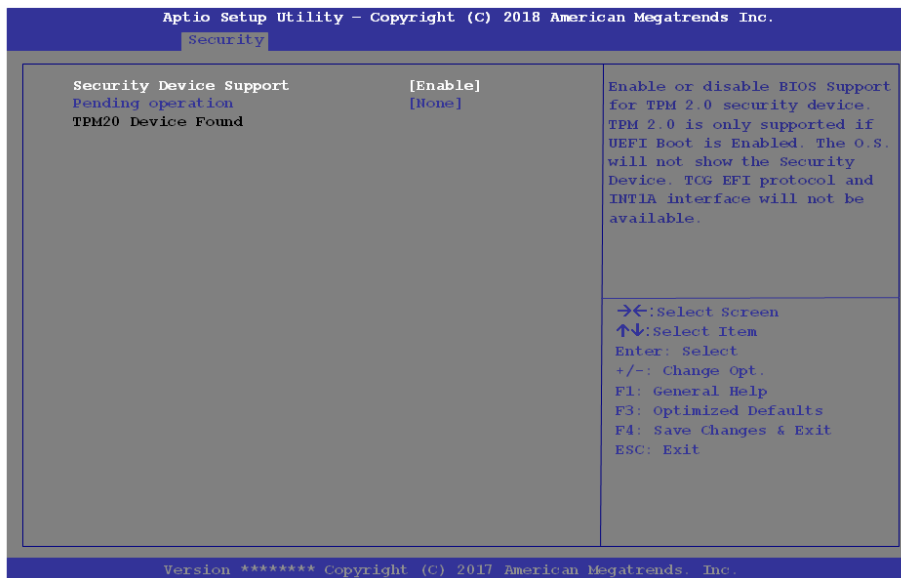 Aptio Setup Utility – Copyright (C) 2018 American Megatrends Inc.
Security
Security Device Support [Enable]
Pending operation [None]
TPM20 Device Found
Enable or disable BIOS Support
for TPM 2.0 security device.
TPM 2.0 is only supported if
UEFI Boot is Enabled. The O.S.
will not show the Security
Device. TCG EFI protocol and
INT1A interface will not be
available.
→←:Select Screen
↑↓:Select Item
Enter: Select
+/-: Change Opt.
F1: General Help
F3: Optimized Defaults
F4: Save Changes & Exit
ESC: Exit
Version ******** Copyright (C) 2017 American Megatrends. Inc.